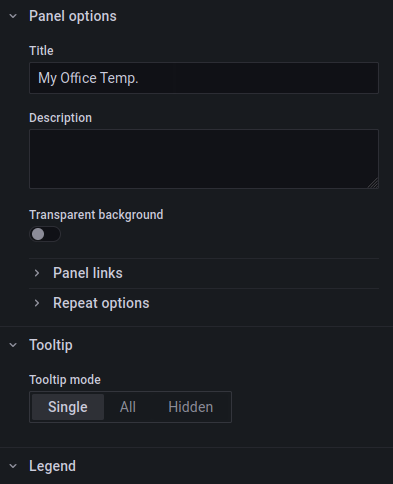 Panel options
Title
My Office Temp.
Description
Transparent background
Panel links
Repeat options
Tooltip
Tooltip mode
Single All Hidden
Legend